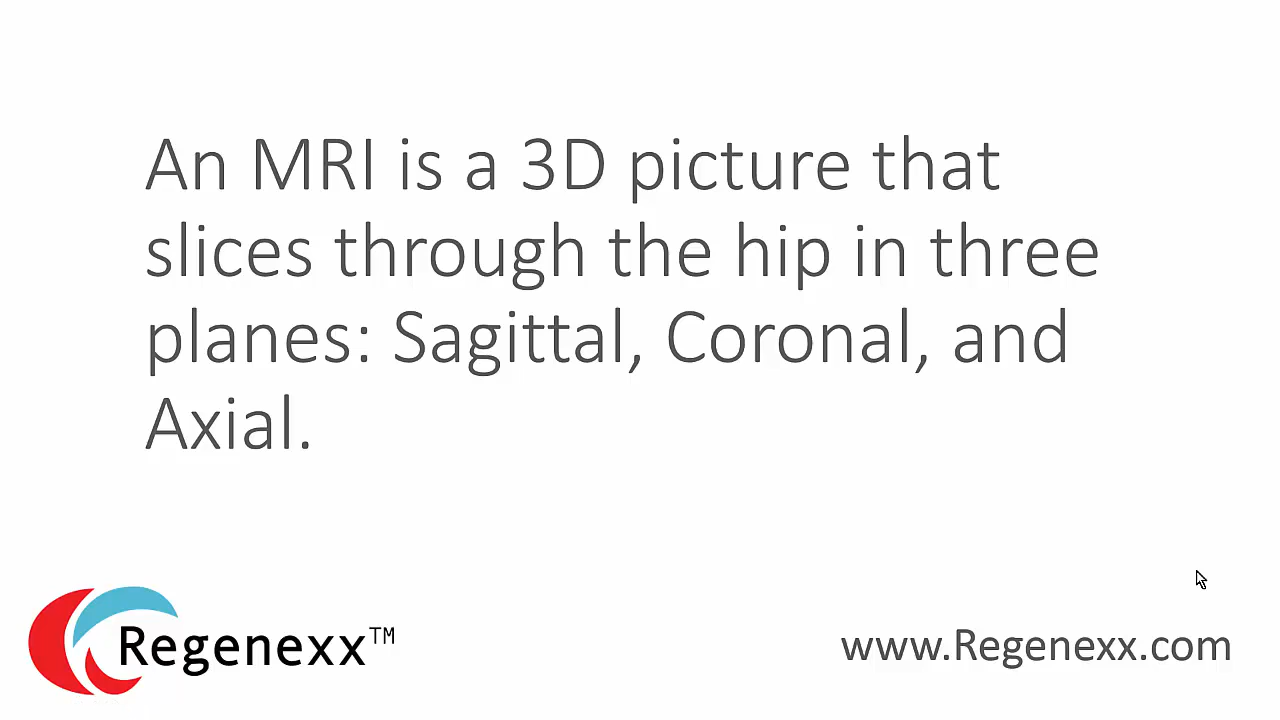 An MRI is a 3D picture that
slices through the hip in three
planes: Sagittal, Coronal, and
Axial.
Regenexx™
www.Regenexx.com